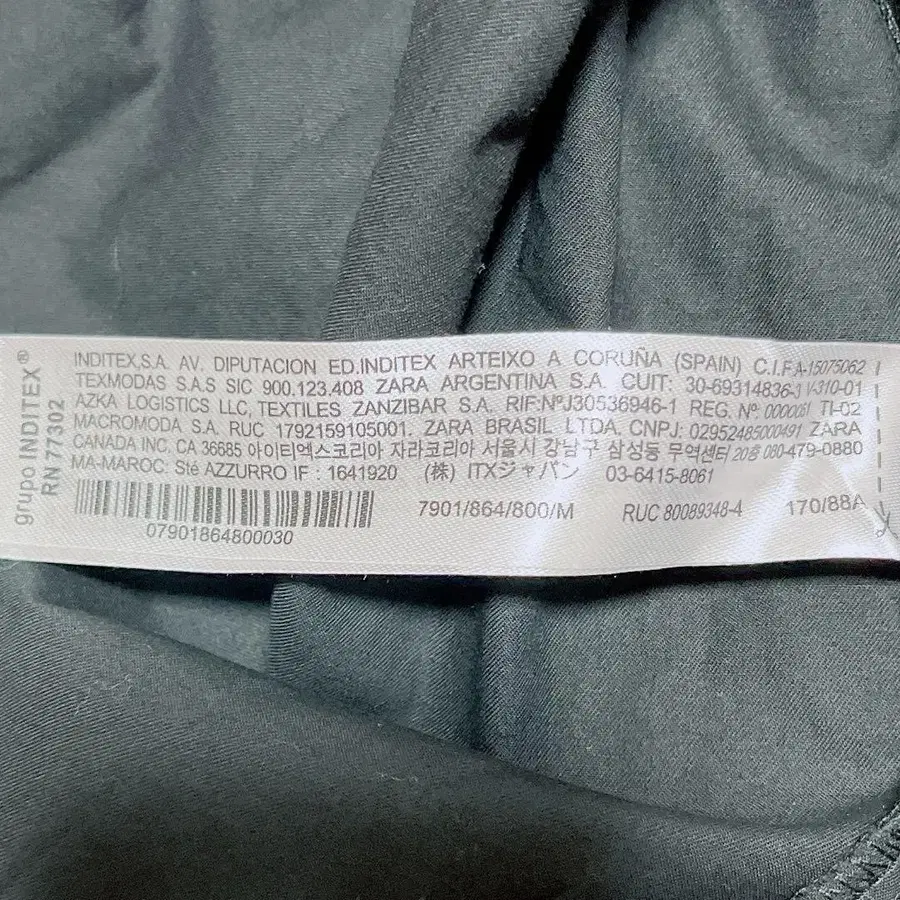 grupo INDITEX®
RN 77302
INDITEX,S.A. AV. DIPUTACION ED.INDITEX ARTEIXO A CORUÑA (SPAIN) C.I.F A-15075062
TEXMODAS S.A.S SIC 900.123.408 ZARA ARGENTINA S.A. CUIT: 30-69314836-3 V-310-01
AZKA LOGISTICS LLC, TEXTILES ZANZIBAR S.A. RIF:NºJ30536946-1 REG. Nº 000061 TI-02
MACROMODA S.A. RUC 1792159105001. ZARA BRASIL LTDA. CNPJ: 02952485000491 ZARA
CANADA INC. CA 36685 아이티엑스코리아 자라코리아 서울시 강남구 삼성동 무역센터 20층 080-479-0880
MA-MAROC: Sté AZZURRO IF : 1641920 (株) ITXジャパン 03-6415-8061
7901/864/800/M RUC 80089348-4 170/88A
07901864800030